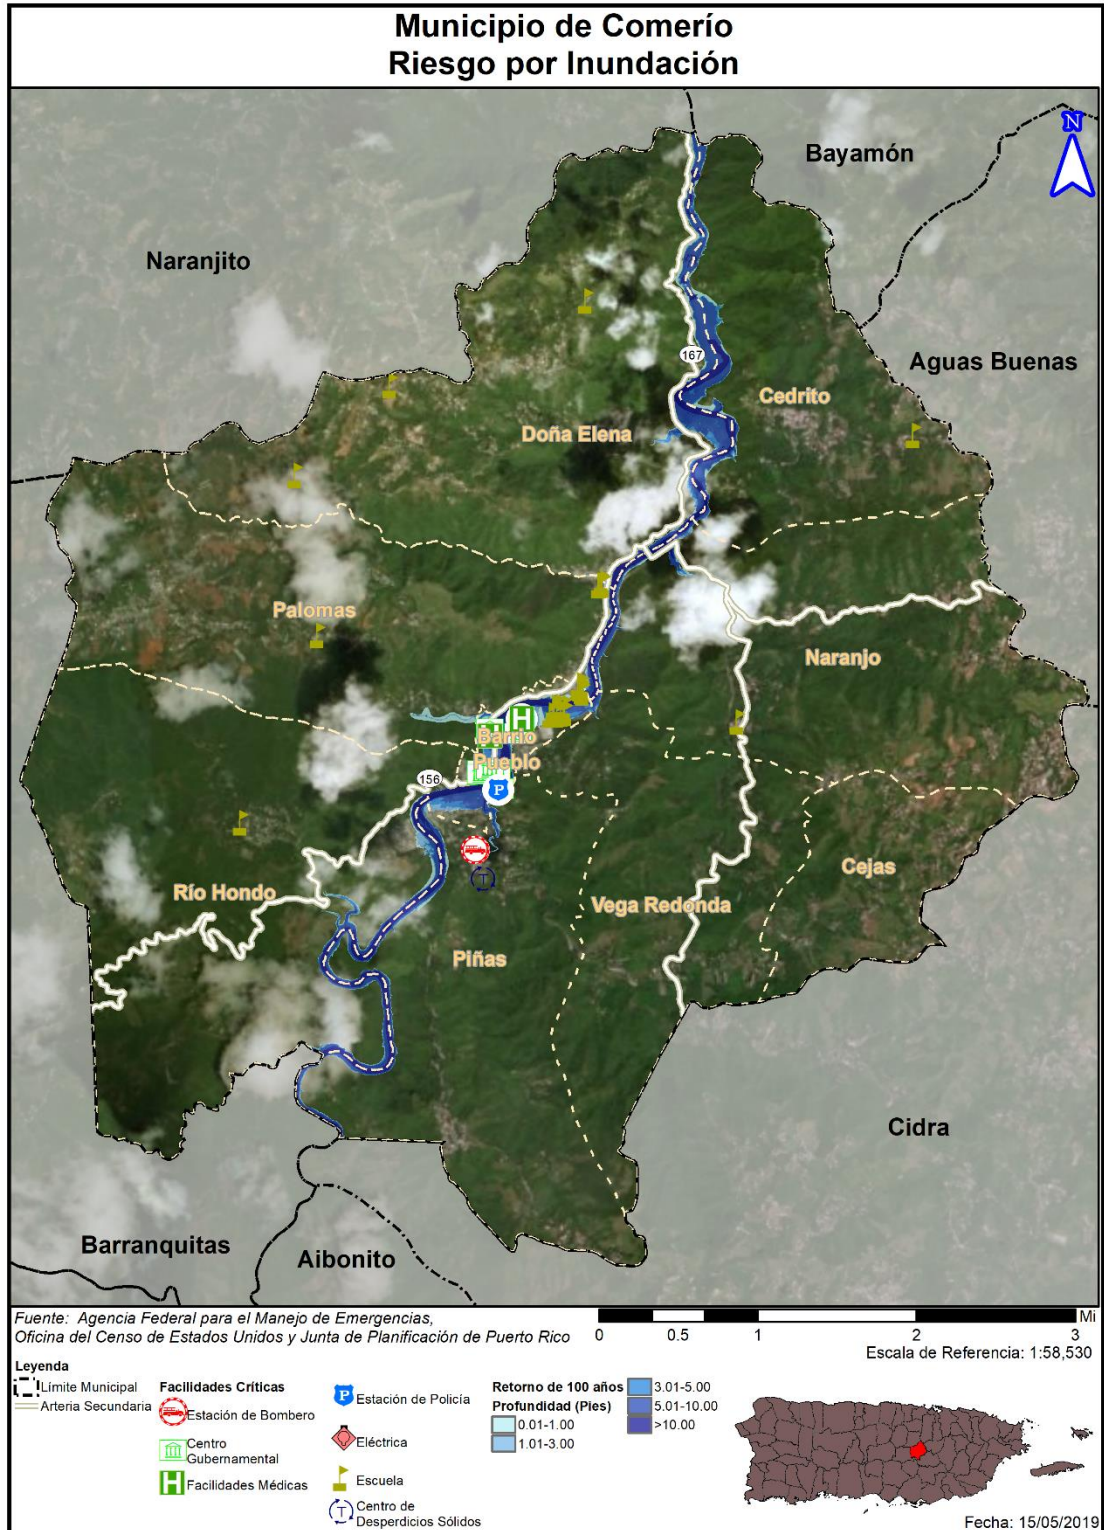 Municipio de Comerío
Riesgo por Inundación
N
Bayamón
Naranjito
Aguas Buenas
167
Cedrito
Doña Elena
Palomas
Naranjo
H
H
Barrio
Pueblo
156
P
T
Cejas
Río Hondo
Vega Redonda
Piñas
Cidra
Barranquitas
Aibonito
Fuente: Agencia Federal para el Manejo de Emergencias,
Oficina del Censo de Estados Unidos y Junta de Planificación de Puerto Rico
0 0.5 1 2 3 Mi
Escala de Referencia: 1:58,530
Leyenda
Límite Municipal
Arteria Secundaria
Facilidades Críticas
Estación de Bombero
Centro
Gubernamental
H Facilidades Médicas
P Estación de Policía
Eléctrica
Escuela
T Centro de
Desperdicios Sólidos
Retorno de 100 años
Profundidad (Pies)
0.01-1.00
1.01-3.00
3.01-5.00
5.01-10.00
>10.00
Fecha: 15/05/2019